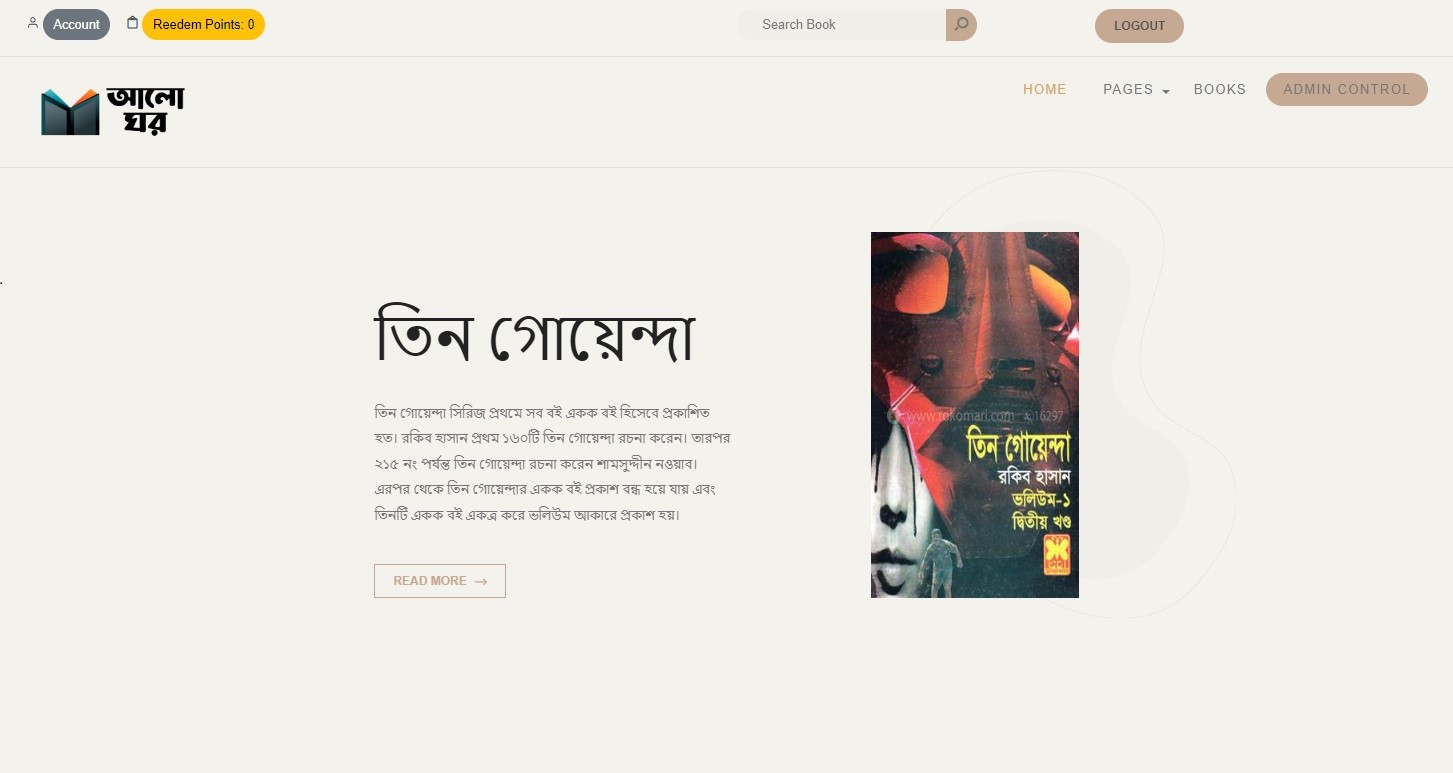 Account
Reedem Points: 0
Search Book
LOGOUT
আলো
ঘর
HOME
PAGES
BOOKS
ADMIN CONTROL
তিন গোয়েন্দা
তিন গোয়েন্দা সিরিজ প্রথমে সব বই একক বই হিসেবে প্রকাশিত
হত। রকিব হাসান প্রথম ১৬০টি তিন গোয়েন্দা রচনা করেন। তারপর
২১৫ নং পর্যন্ত তিন গোয়েন্দা রচনা করেন শামসুদ্দীন নওয়াব।
এরপর থেকে তিন গোয়েন্দার একক বই প্রকাশ বন্ধ হয়ে যায় এবং
তিনটি একক বই একত্র করে ভলিউম আকারে প্রকাশ হয়।
READ MORE
www.rokomari.com
16297
তিন গোয়েন্দা
রকিব হাসান
ভলিউম-১
দ্বিতীয় খণ্ড